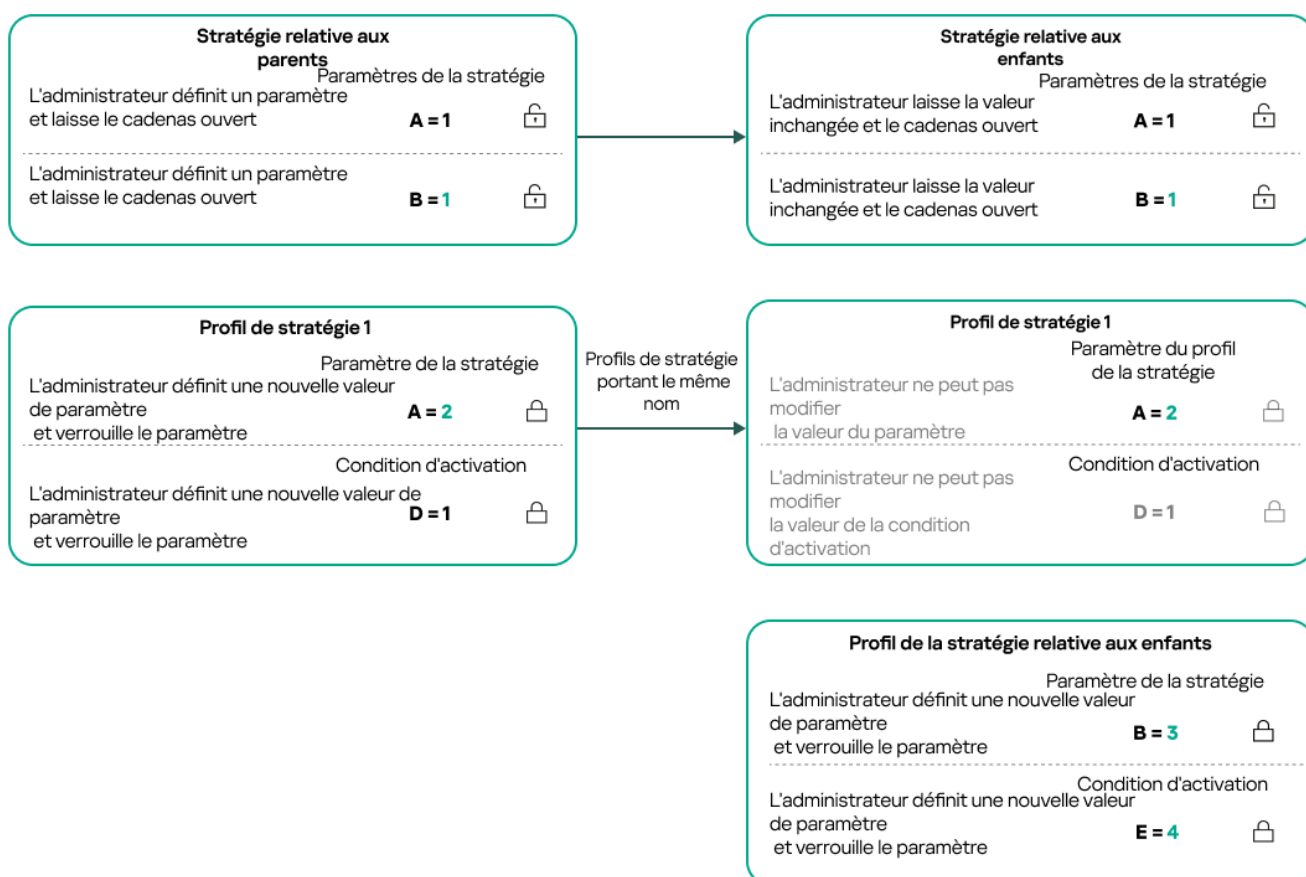 Stratégie relative aux
parents
Paramètres de la stratégie
L'administrateur définit un paramètre
et laisse le cadenas ouvert
A = 1
L'administrateur définit un paramètre
et laisse le cadenas ouvert
B = 1
Stratégie relative aux
enfants
Paramètres de la stratégie
L'administrateur laisse la valeur
inchangée et le cadenas ouvert
A = 1
L'administrateur laisse la valeur
inchangée et le cadenas ouvert
B = 1
Profil de stratégie 1
Paramètre de la stratégie
L'administrateur définit une nouvelle valeur
de paramètre
et verrouille le paramètre
A = 2
Condition d'activation
L'administrateur définit une nouvelle valeur de
paramètre
et verrouille le paramètre
D = 1
Profils de stratégie
portant le même
nom
Profil de stratégie 1
Paramètre du profil
de la stratégie
L'administrateur ne peut pas
modifier
la valeur du paramètre
A = 2
Condition d'activation
L'administrateur ne peut pas
modifier
la valeur de la condition
d'activation
D = 1
Profil de la stratégie relative aux enfants
Paramètre de la stratégie
L'administrateur définit une nouvelle valeur
de paramètre
et verrouille le paramètre
B = 3
Condition d'activation
L'administrateur définit une nouvelle valeur
de paramètre
et verrouille le paramètre
E = 4